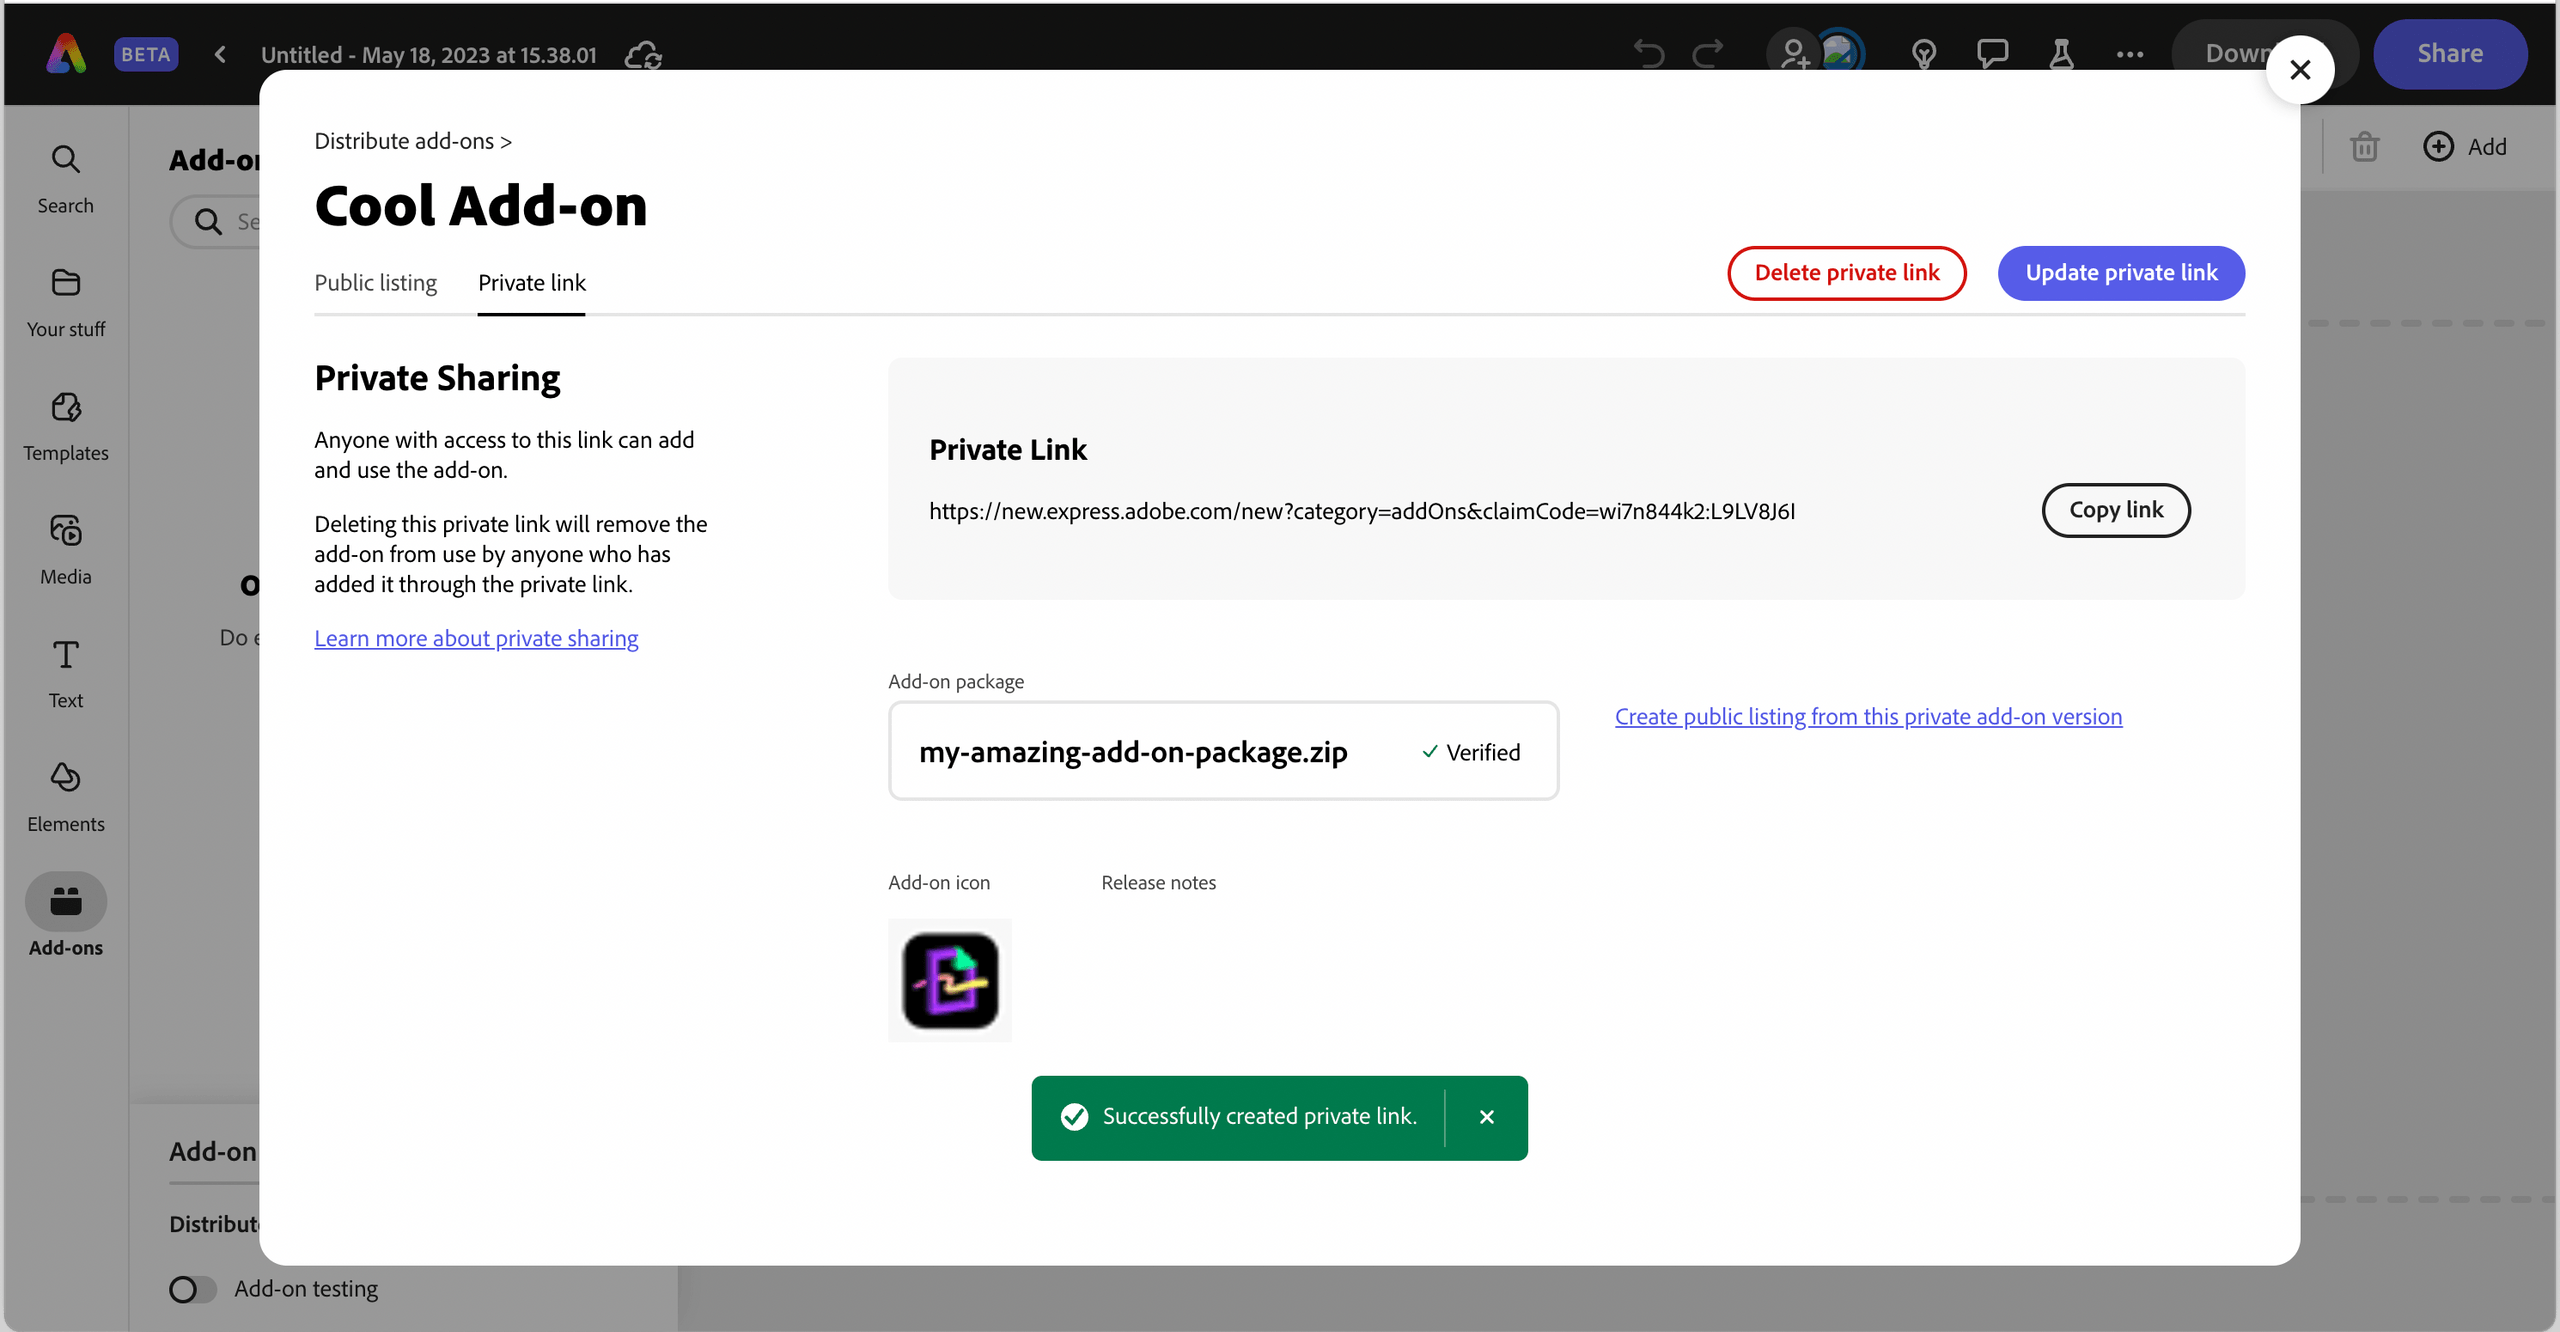 BETA
Untitled - May 18, 2023 at 15.38.01
Share
Add
Search
Your stuff
Templates
Media
Text
Elements
Add-ons
Distribute add-ons >
Cool Add-on
Public listing
Private link
Delete private link
Update private link
Private Sharing
Anyone with access to this link can add
and use the add-on.
Deleting this private link will remove the
add-on from use by anyone who has
added it through the private link.
Learn more about private sharing
Private Link
https://new.express.adobe.com/new?category=addOns&claimCode=wi7n844k2:L9LV8J6I
Copy link
Add-on package
my-amazing-add-on-package.zip
Verified
Create public listing from this private add-on version
Add-on icon
Release notes
Successfully created private link.
Add-on
Add-on testing